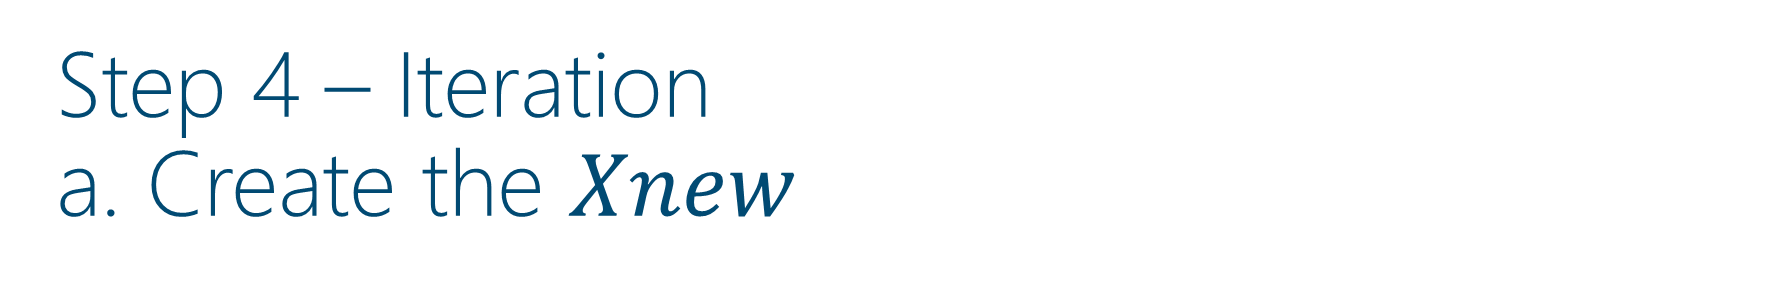 Step 4 – Iteration
a. Create the Xnew